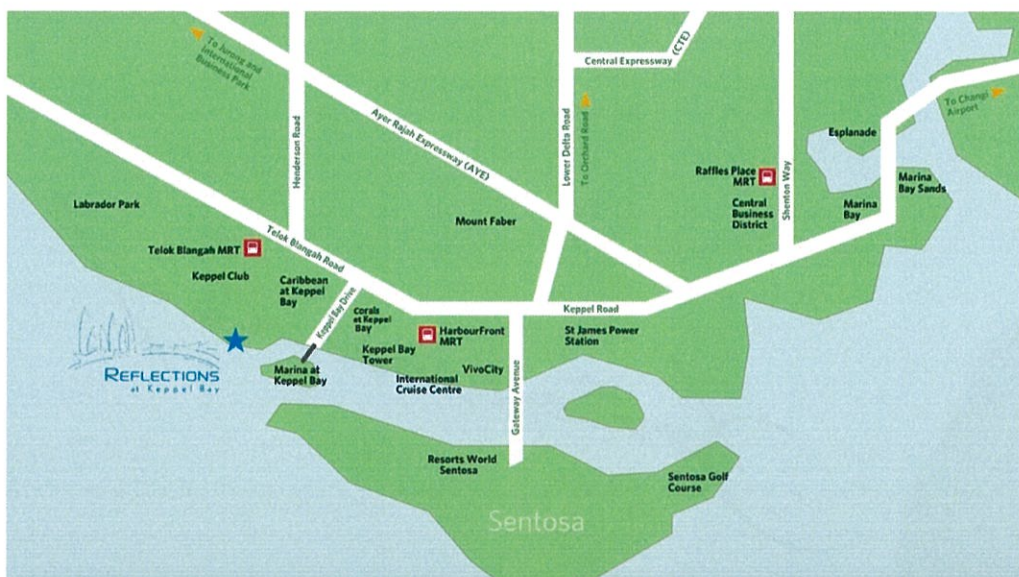 To Jurong and
International
Business Park
Henderson Road
Ayer Rajah Expressway (AYE)
Lower Delta Road
To Orchard Road
Central Expressway (CTE)
To Changi
Airport
Esplanade
Raffles Place
MRT
Shenton Way
Marina
Bay Sands
Marina
Bay
Central
Business
District
Labrador Park
Mount Faber
Telok Blangah Road
Telok Blangah MRT
Keppel Club
Caribbean
at Keppel
Bay
Keppel Bay Drive
Corals
at Keppel
Bay
Keppel Road
HarbourFront
MRT
St James Power
Station
Keppel Bay
Tower
VivoCity
International
Cruise Centre
Gateway Avenue
Marina at
Keppel Bay
REFLECTIONS
at Keppel Bay
Resorts World
Sentosa
Sentosa Golf
Course
Sentosa